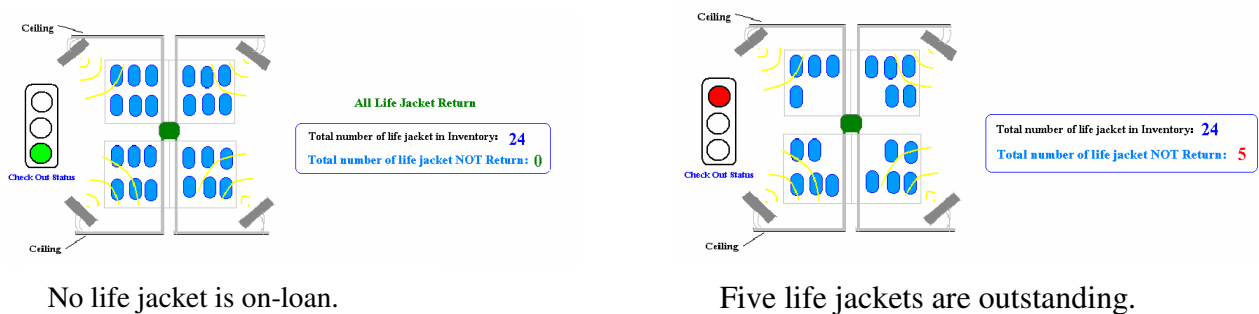 Ceiling
All Life Jacket Return
Total number of life jacket in Inventory: 24
Total number of life jacket NOT Return: 0
Check Out Status
Ceiling
No life jacket is on-loan.
Ceiling
Total number of life jacket in Inventory: 24
Total number of life jacket NOT Return: 5
Check Out Status
Ceiling
Five life jackets are outstanding.